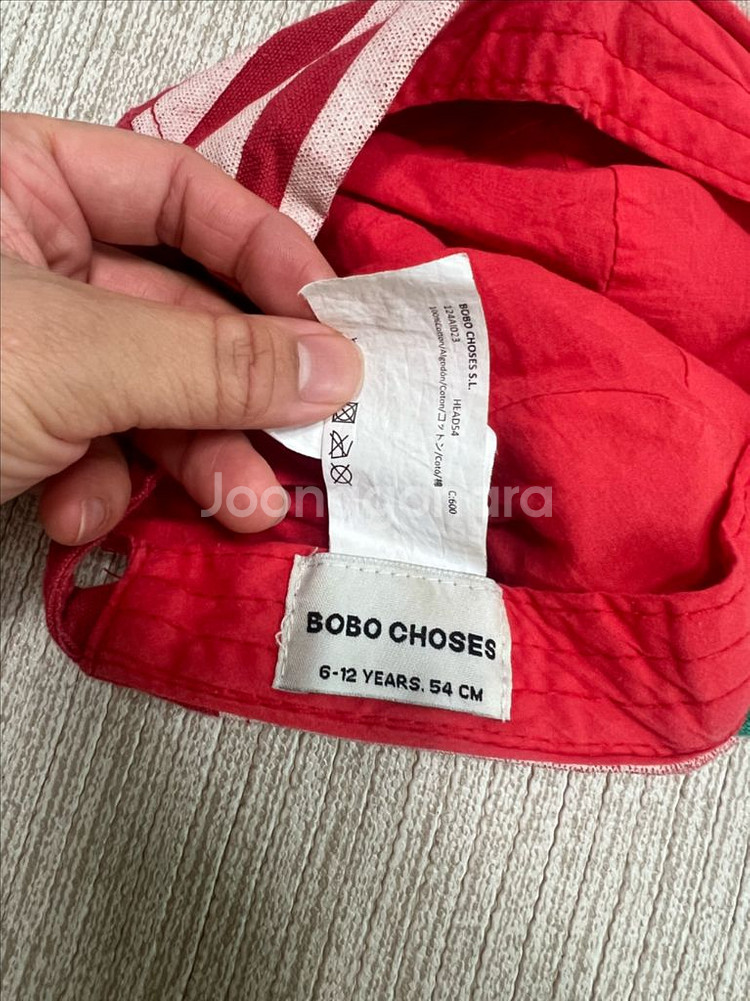 BOBO CHOSES S.L.
124AI023 HEAD54 C:600
100%Cotton/Algodón/Coton/コットン/Cotó/棉
BOBO CHOSES
6-12 YEARS. 54 CM